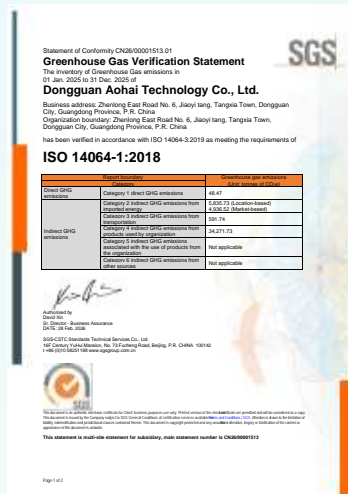 Statement of Conformity CN26/00001513.01
SGS
Greenhouse Gas Verification Statement
The inventory of Greenhouse Gas emissions in
01 Jan. 2025 to 31 Dec. 2025 of
Dongguan Aohai Technology Co., Ltd.
Business address: Zhenlong East Road No. 6, Jiaoyi tang, Tangxia Town, Dongguan
City, Guangdong Province, P.R. China
Organization boundary: Zhenlong East Road No. 6, Jiaoyi tang, Tangxia Town,
Dongguan City, Guangdong Province, P.R. China
has been verified in accordance with ISO 14064-3:2019 as meeting the requirements of
ISO 14064-1:2018
Report boundary
Greenhouse gas emissions
Category
(Unit: tonnes of CO2e)
Direct GHG
emissions
Category 1 direct GHG emissions
48.47
Indirect GHG
emissions
Category 2 indirect GHG emissions from
imported energy
5,835.73 (Location-based)
4,936.52 (Market-based)
Category 3 indirect GHG emissions from
transportation
591.74
Category 4 indirect GHG emissions from
products used by organization
34,271.73
Category 5 indirect GHG emissions
associated with the use of products from
the organization
Not applicable
Category 6 indirect GHG emissions from
other sources
Not applicable
Authorised by
David Xin
Sr. Director - Business Assurance
DATE: 28 Feb. 2026
SGS-CSTC Standards Technical Services Co., Ltd.
16F Century YuHui Mansion, No. 73 Fucheng Road, Beijing, P.R. CHINA 100142
t +86 (0)10 58251188 www.sgsgroup.com.cn
This statement is multi-site statement for subsidiary, main statement number is CN26/00001513
Page 1 of 2